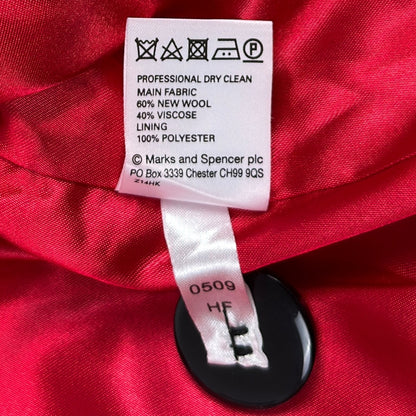 P
PROFESSIONAL DRY CLEAN
MAIN FABRIC
60% NEW WOOL
40% VISCOSE
LINING
100% POLYESTER
© Marks and Spencer plc
PO Box 3339 Chester CH99 9QS
Z14HK
0509
HF